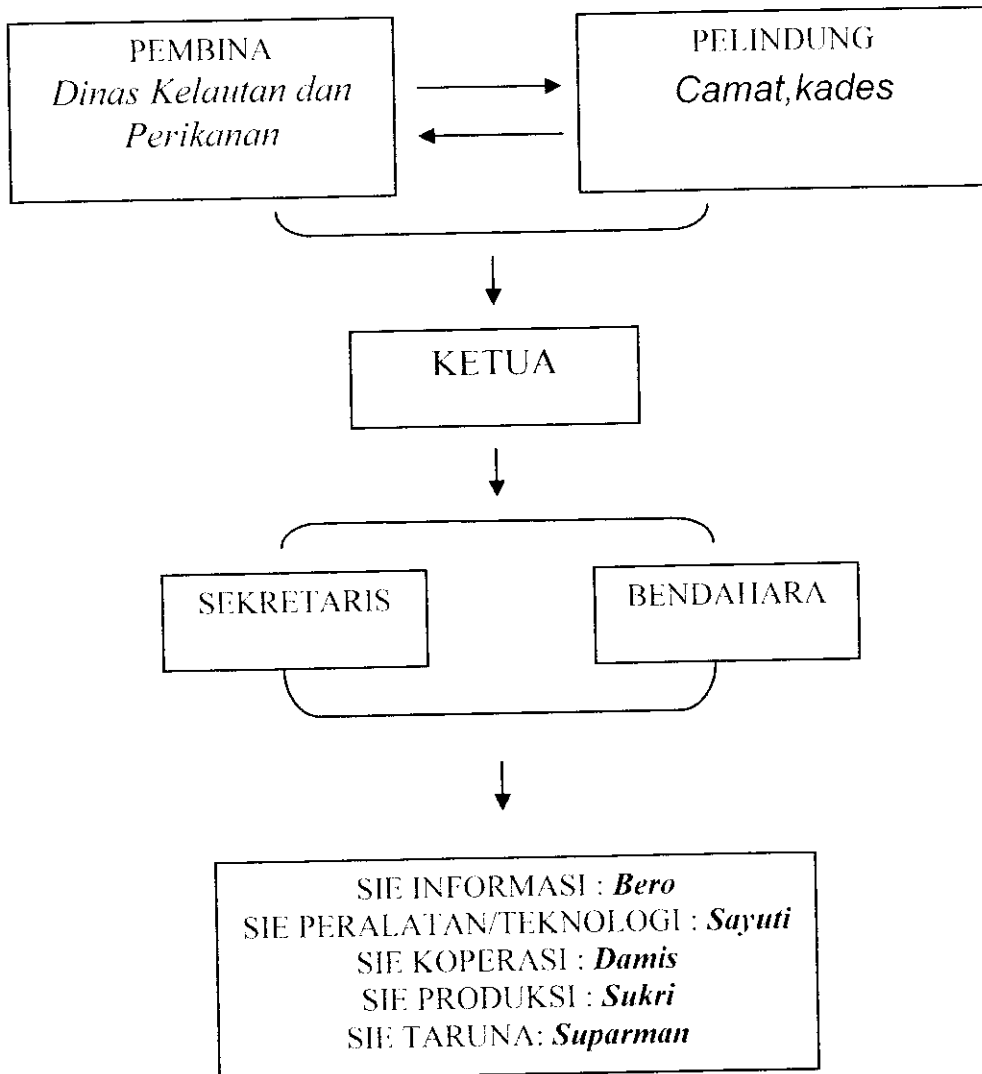 PEMBINA
Dinas Kelautan dan
Perikanan
PELINDUNG
Camat,kades
KETUA
SEKRETARIS
BENDAHARA
SIE INFORMASI : Bero
SIE PERALATAN/TEKNOLOGI : Sayuti
SIE KOPERASI : Damis
SIE PRODUKSI : Sukri
SIE TARUNA: Suparman